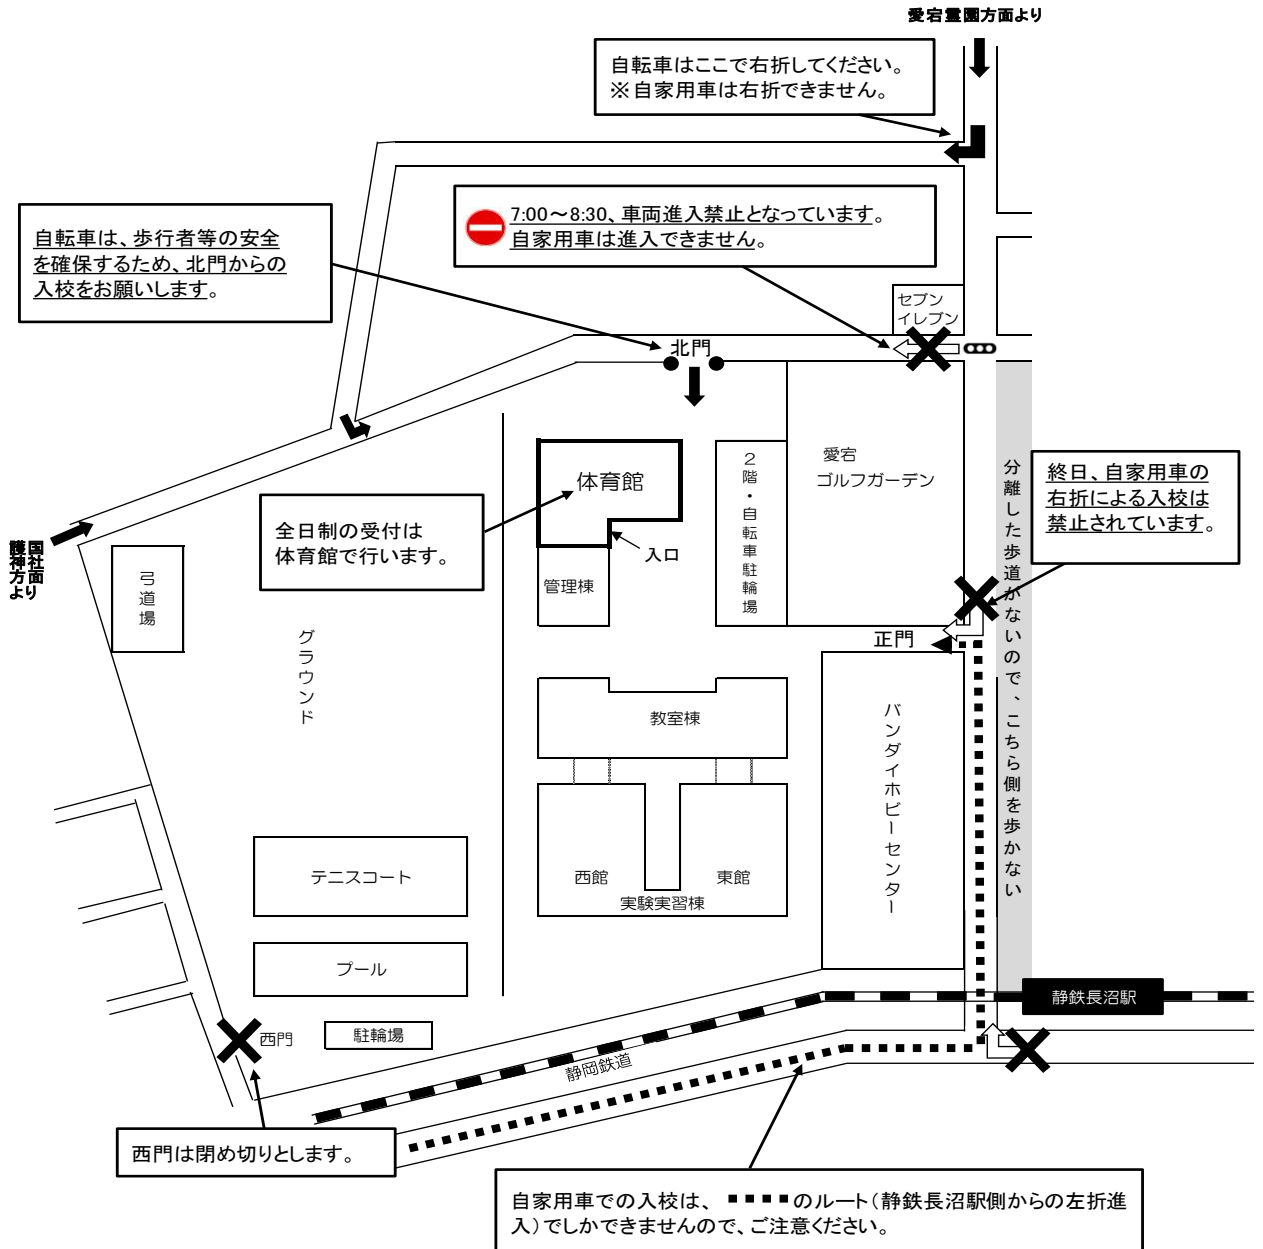 愛宕霊園方面より
自転車はここで右折してください。
※自家用車は右折できません。
7:00～8:30、車両進入禁止となっています。
自家用車は進入できません。
自転車は、歩行者等の安全
を確保するため、北門からの
入校をお願いします。
セブン
イレブン
北門
愛宕
ゴルフガーデン
2階・自転車駐輪場
体育館
入口
管理棟
全日制の受付は
体育館で行います。
分離した歩道がないので、こちら側を歩かない
終日、自家用車の
右折による入校は
禁止されています。
護国神社方面より
弓道場
グラウンド
正門
教室棟
バンダイホビーセンター
テニスコート
西館
東館
実験実習棟
プール
静鉄長沼駅
西門
駐輪場
静岡鉄道
西門は閉め切りとします。
自家用車での入校は、 ▪▪▪▪▪のルート（静鉄長沼駅側からの左折進
入）でしかできませんので、ご注意ください。